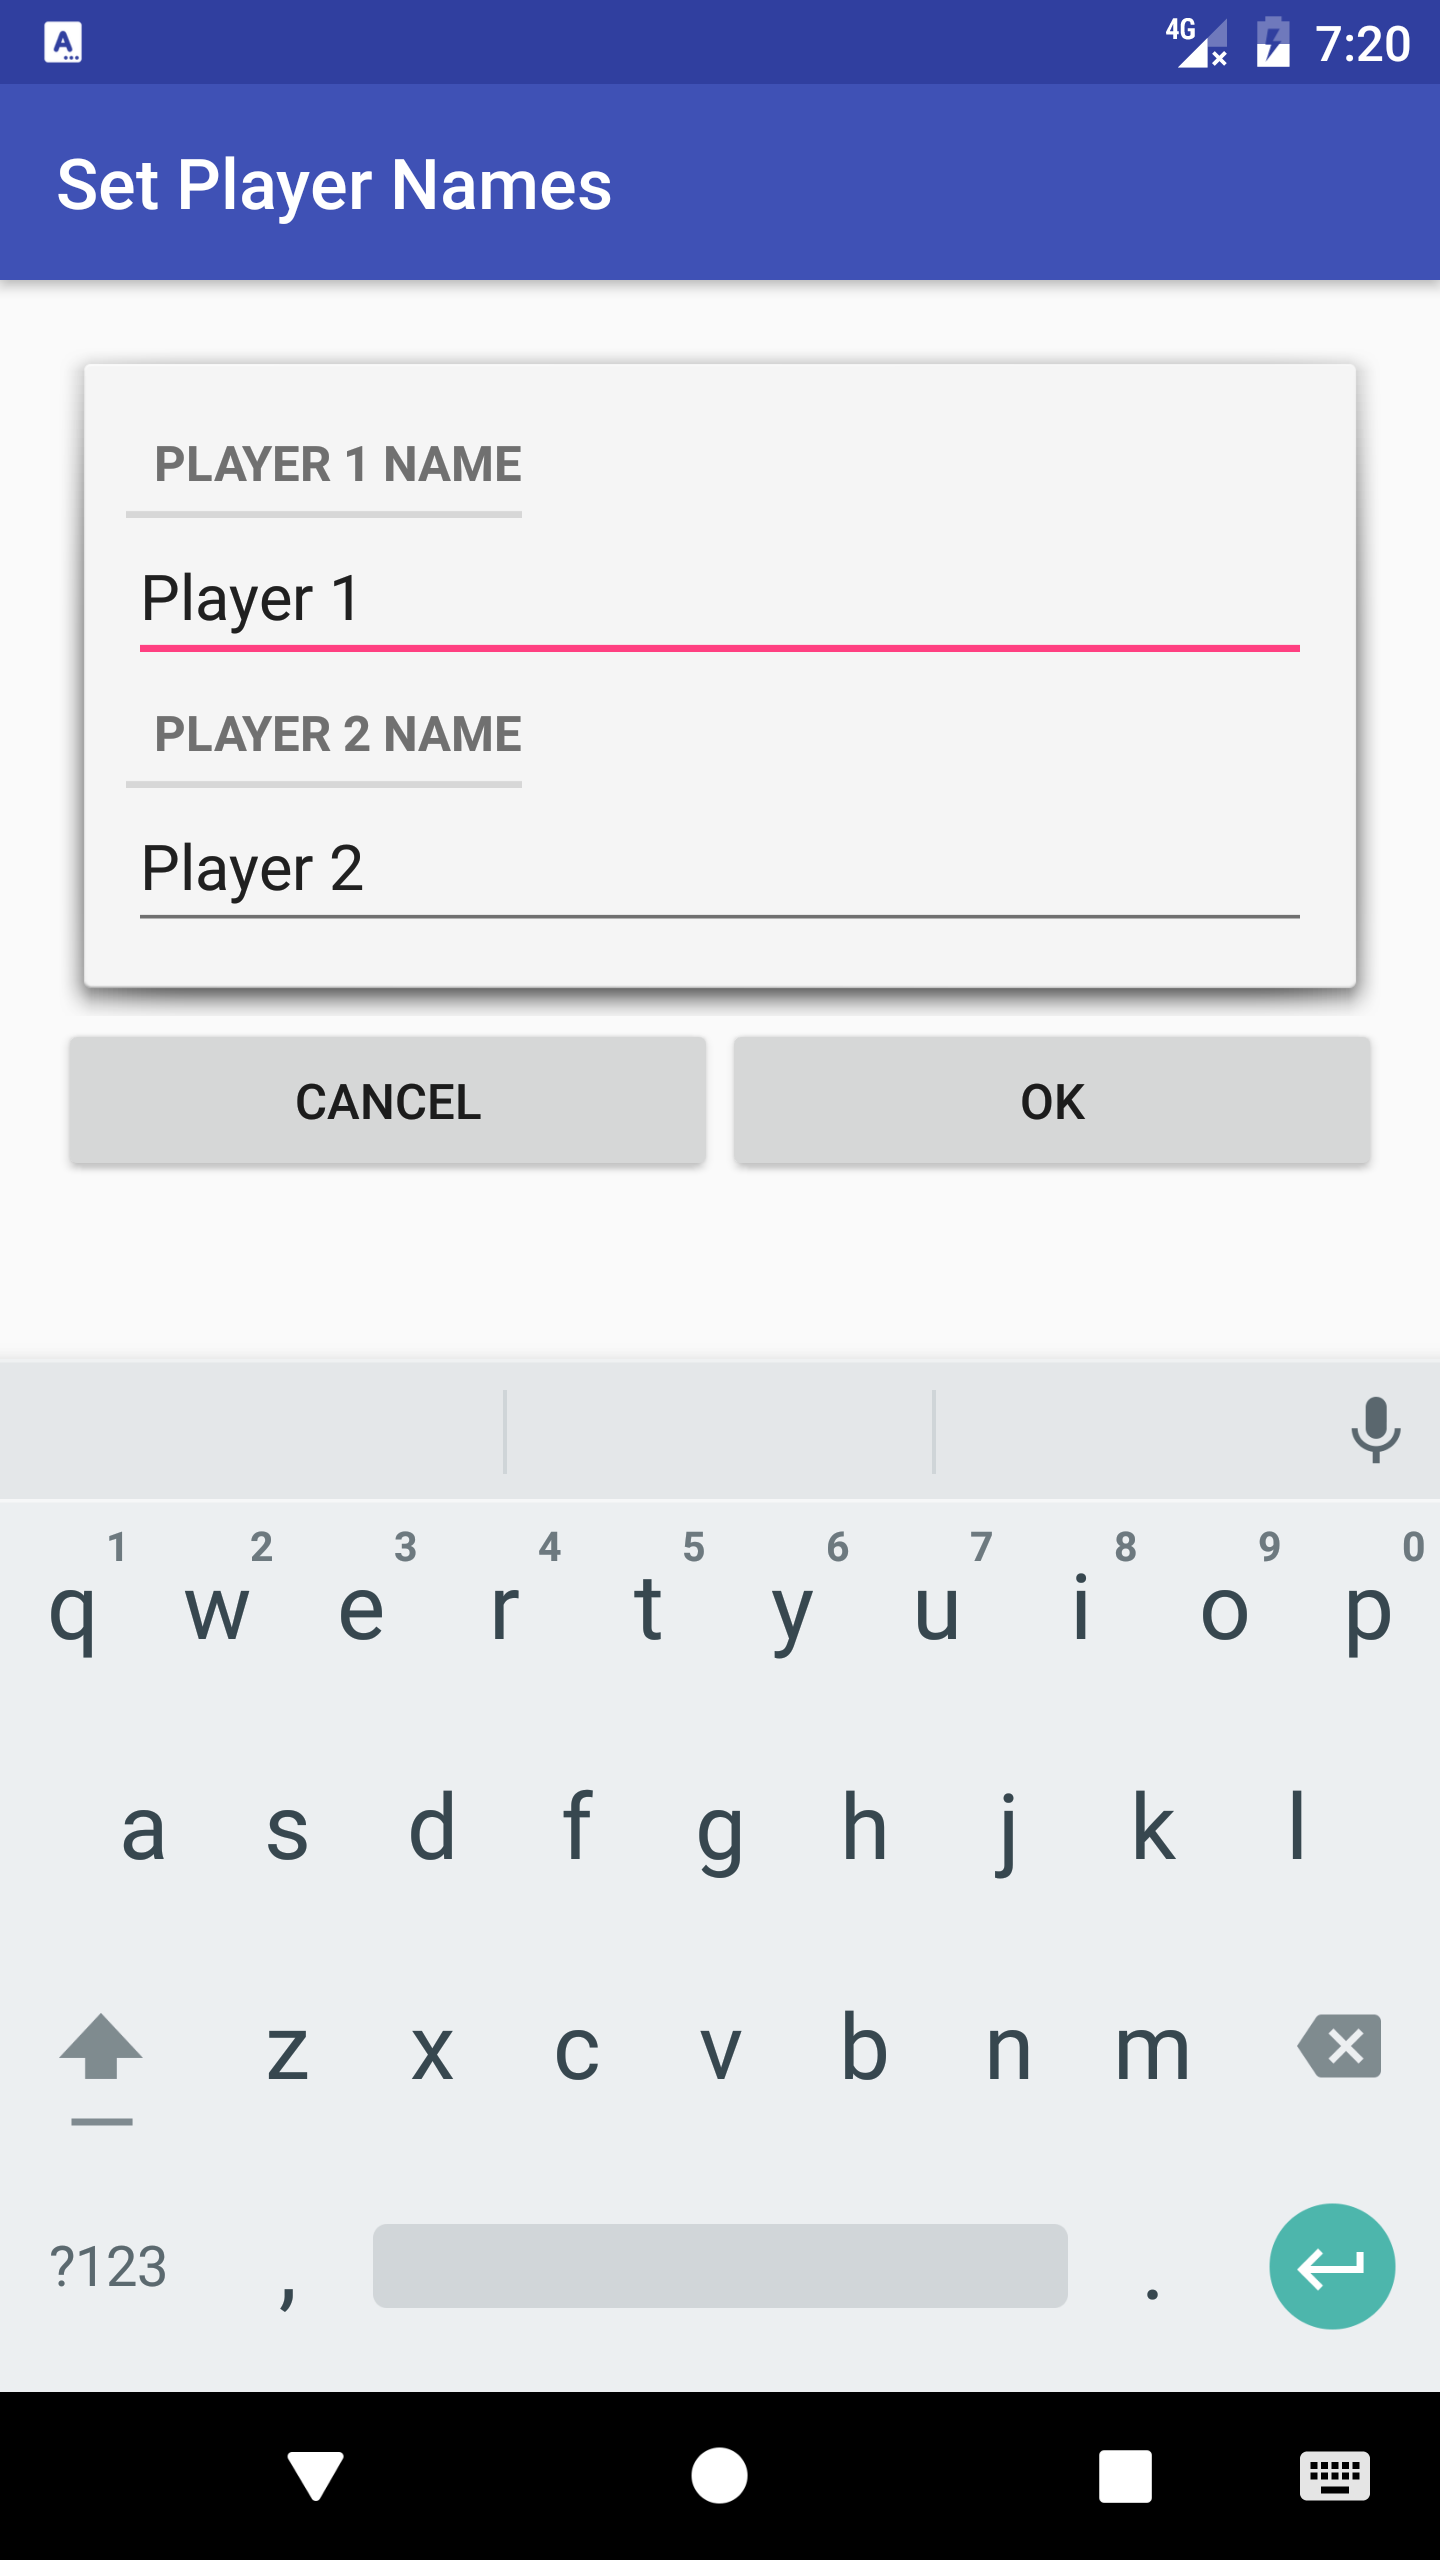 A
4G 7:20
Set Player Names
PLAYER 1 NAME
Player 1
PLAYER 2 NAME
Player 2
CANCEL OK
1 2 3 4 5 6 7 8 9 0
q w e r t y u i o p
a s d f g h j k l
z x c v b n m
?123 , .